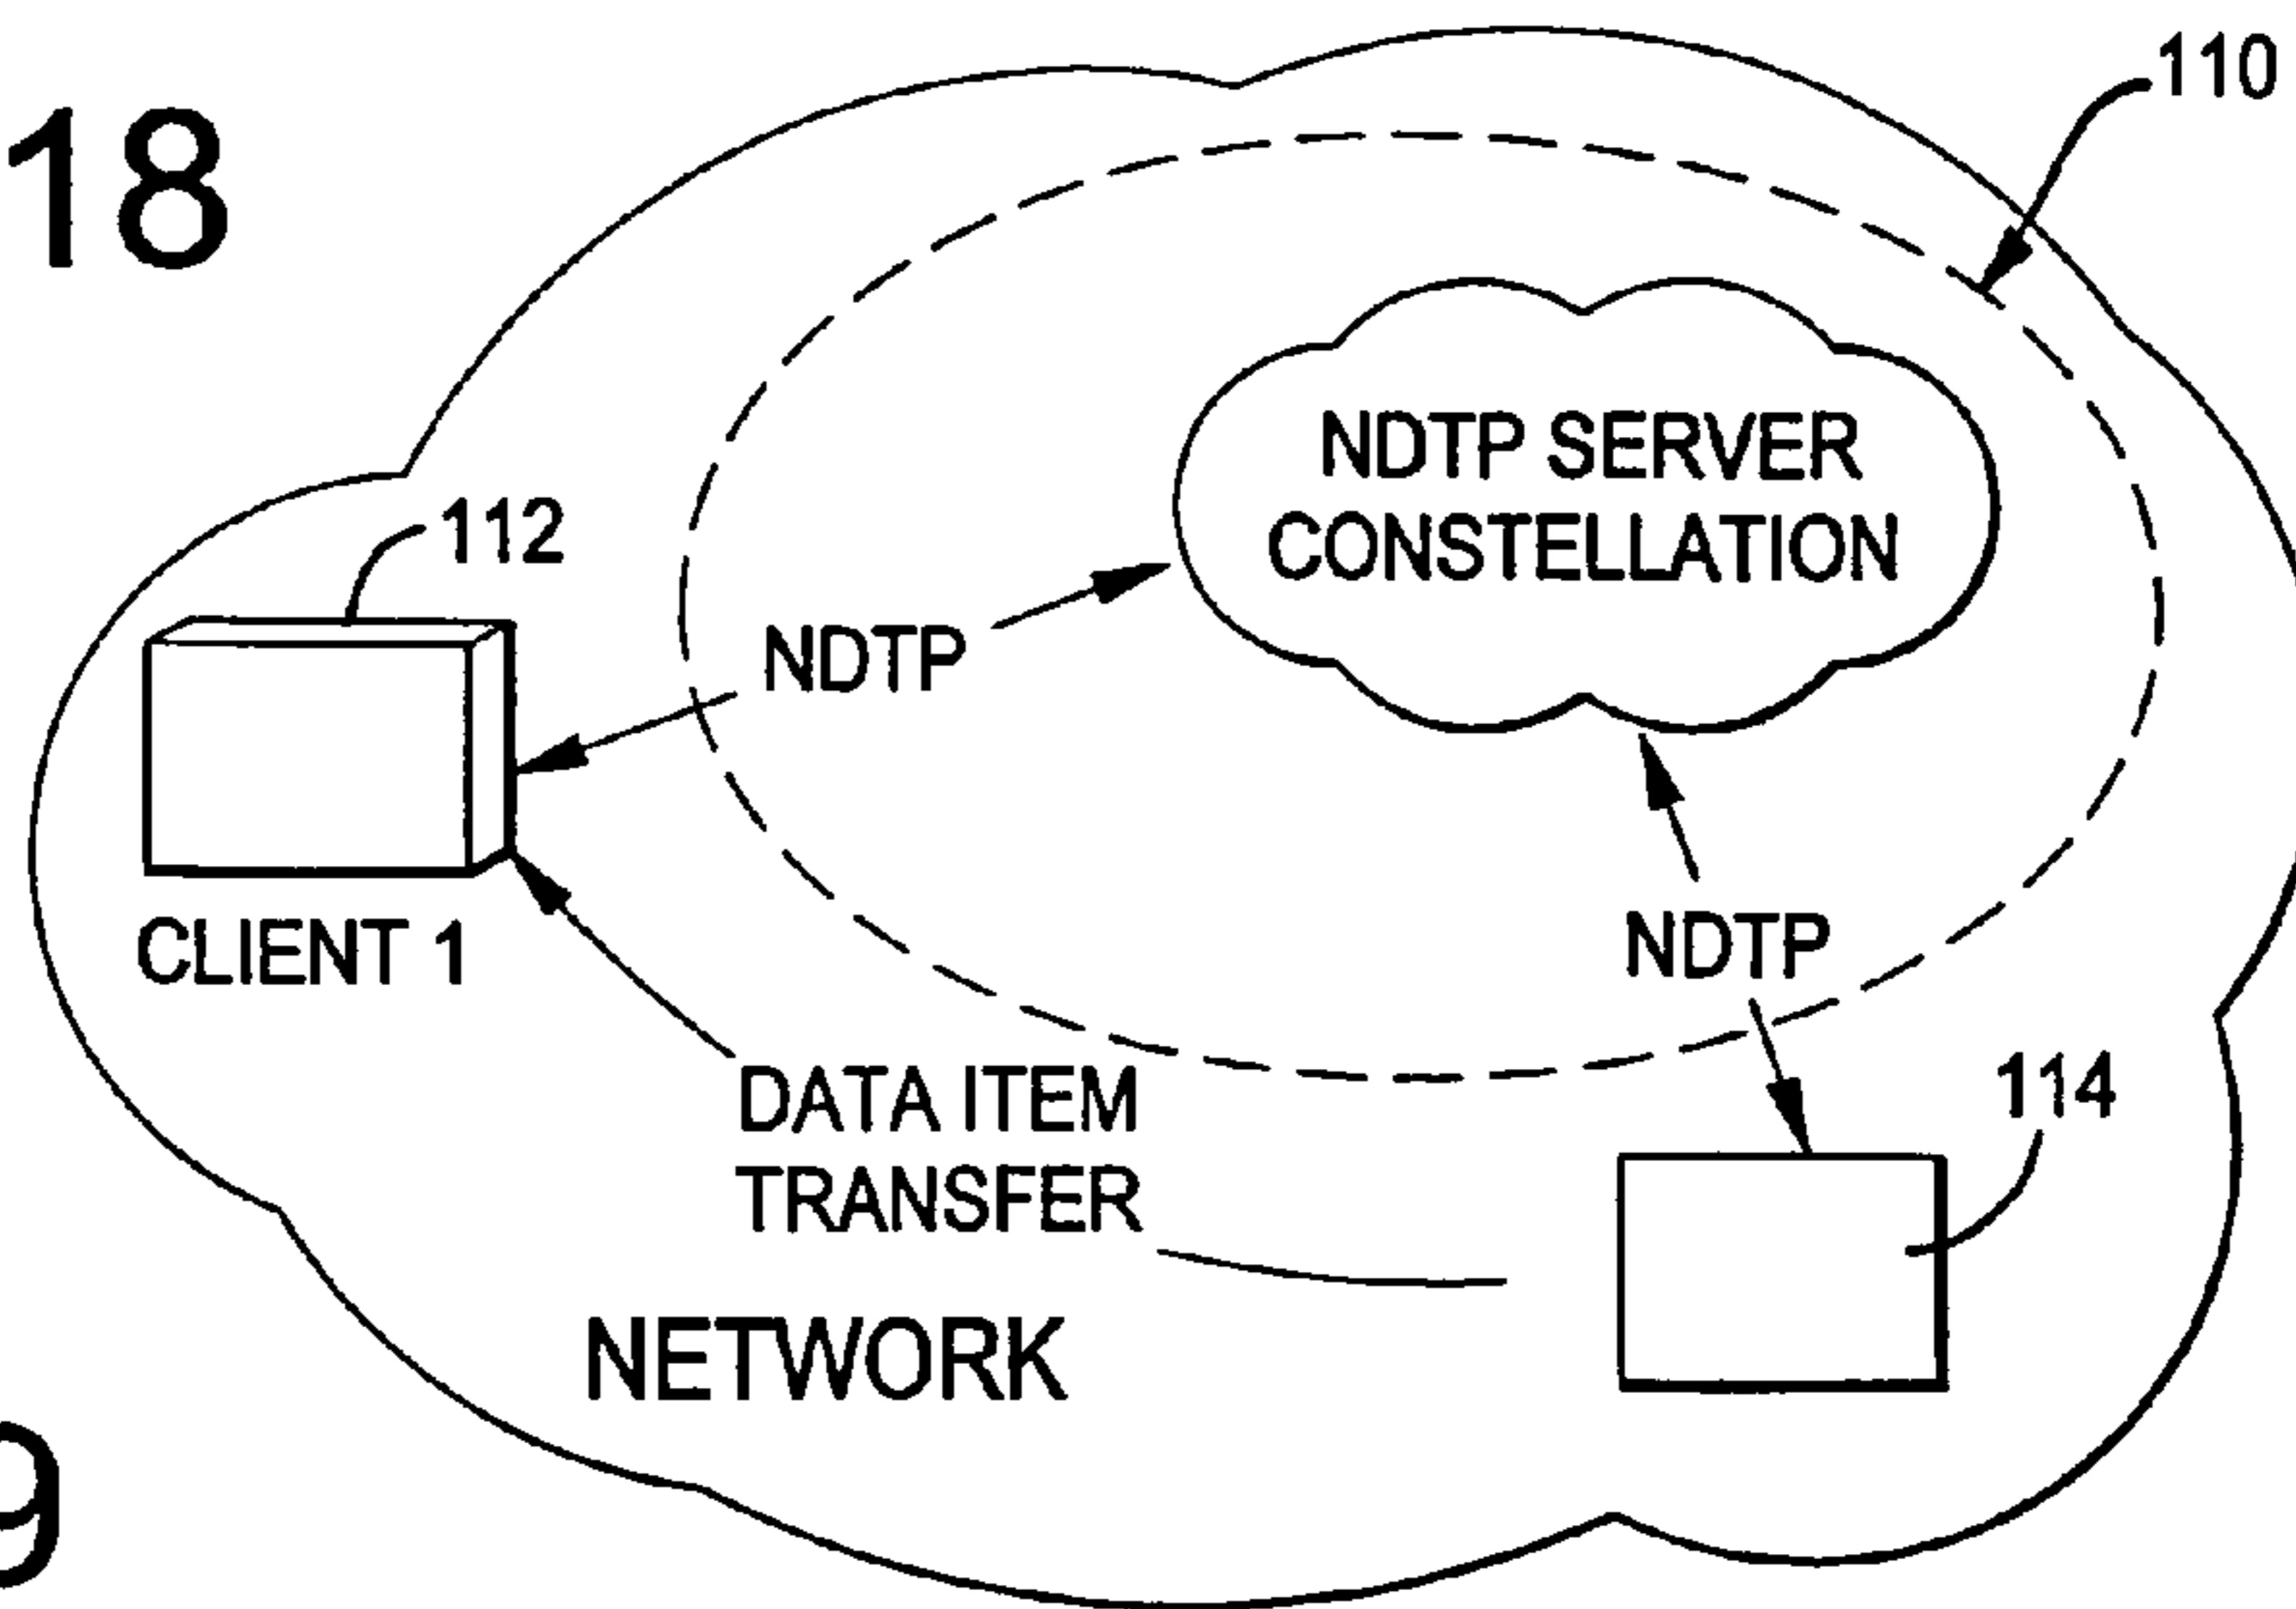 18
110
NDTP SERVER
CONSTELLATION
112
NDTP
CLIENT 1
NDTP
DATA ITEM
TRANSFER
114
NETWORK
9